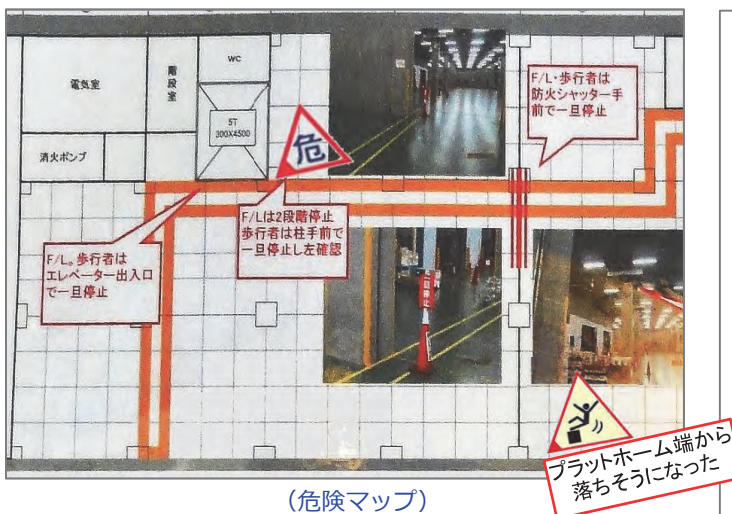 電気室
階段室
WC
5T
300X4500
消火ポンプ
危
F/L・歩行者は
防火シャッター手
前で一旦停止
F/Lは2段階停止
歩行者は柱手前で
一旦停止し左確認
F/L。歩行者は
エレベーター出入口
で一旦停止
一旦停止
プラットホーム端から
落ちそうになった
（危険マップ）